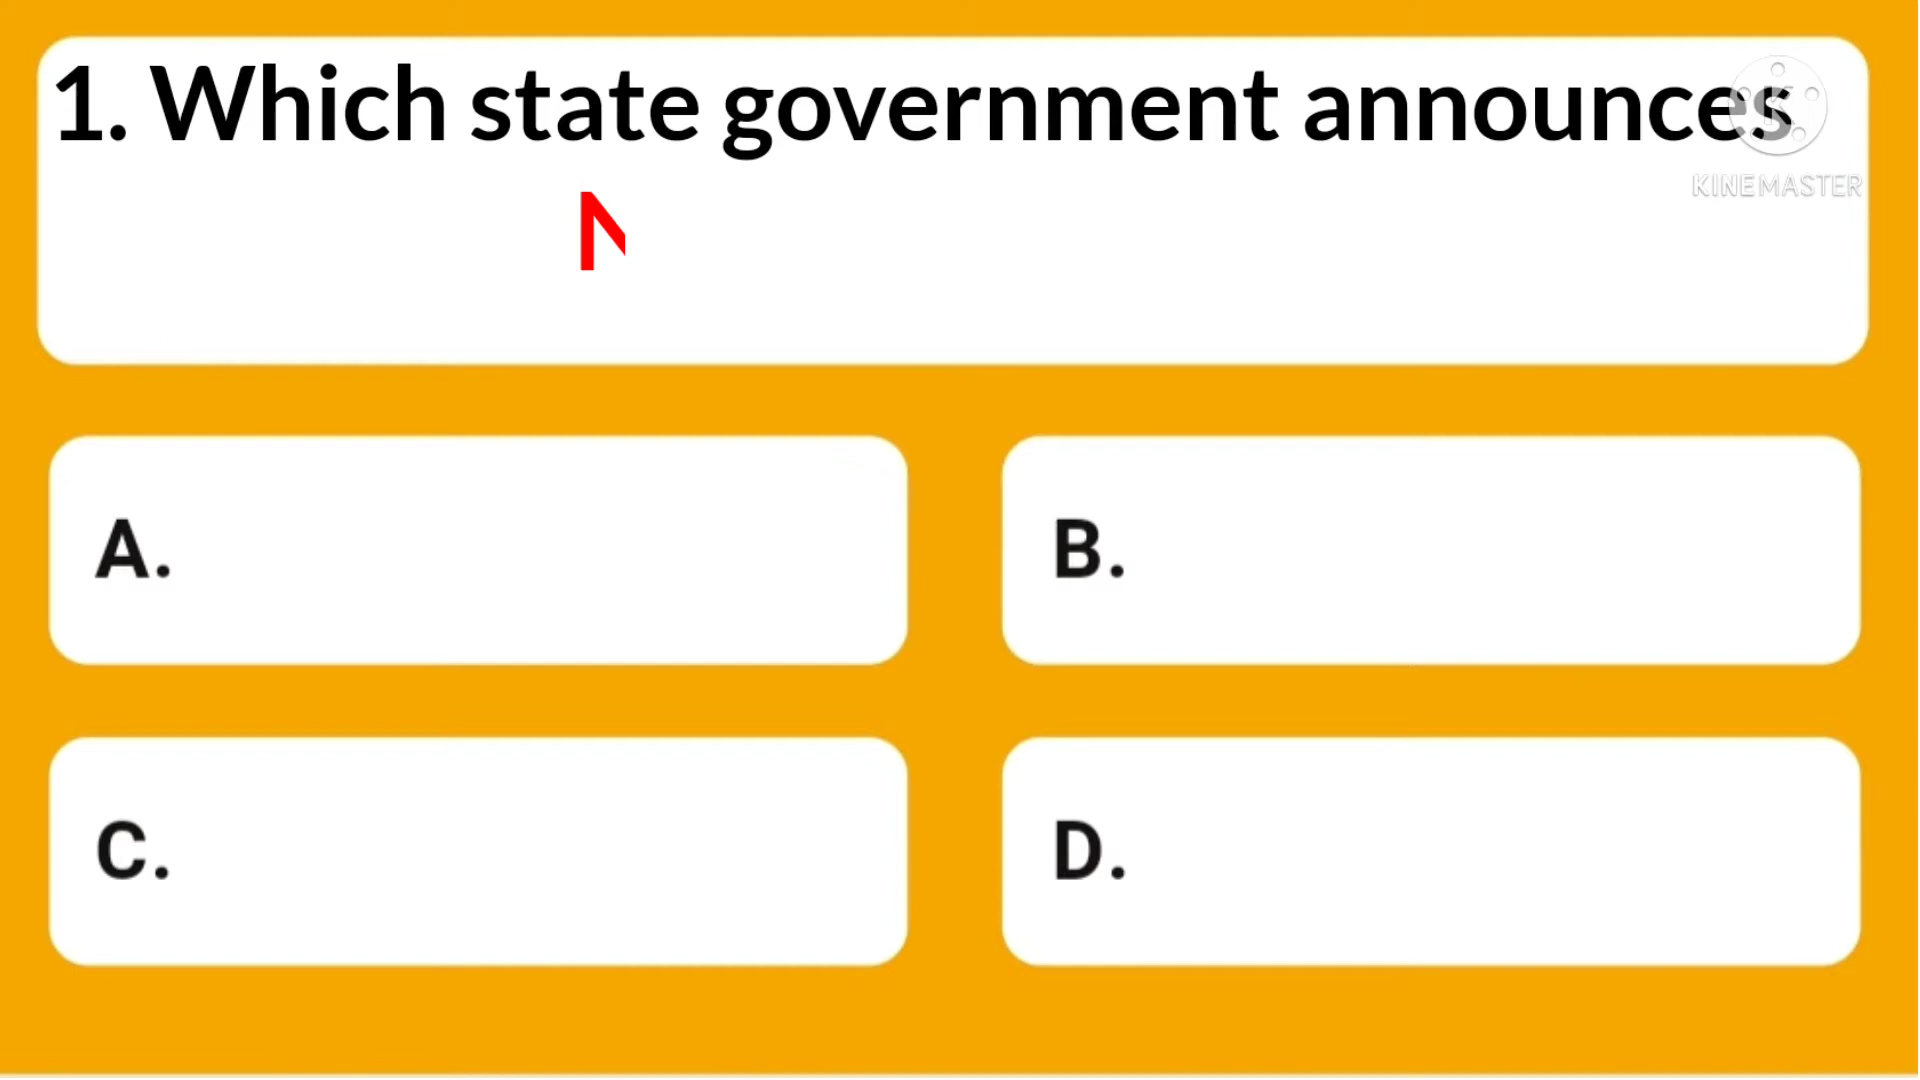 1. Which state government announces
KINEMASTER
A.
B.
C.
D.